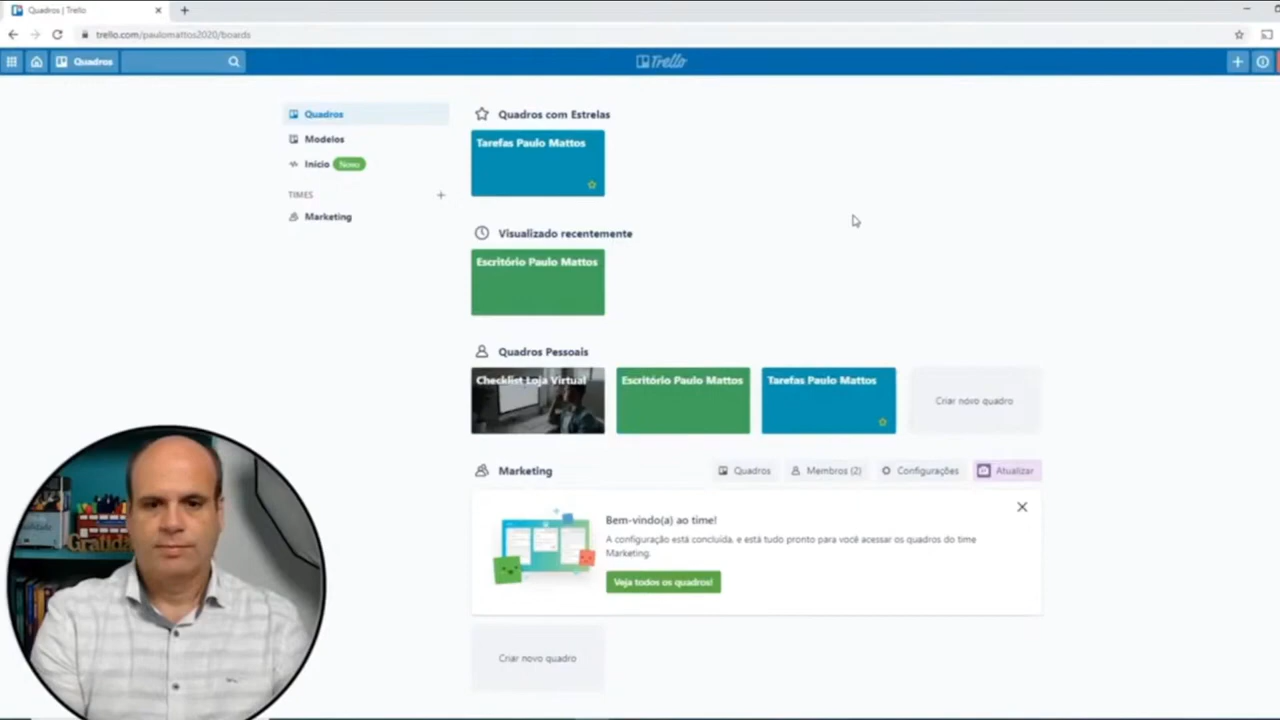 Quadros | Trello
trello.com/paulomattos2020/boards
Quadros
Trello
Quadros
Modelos
Início Novo
TIMES
Marketing
Quadros com Estrelas
Tarefas Paulo Mattos
Visualizado recentemente
Escritório Paulo Mattos
Quadros Pessoais
Checklist Loja Virtual
Escritório Paulo Mattos
Tarefas Paulo Mattos
Criar novo quadro
Marketing
Quadros
Membros (2)
Configurações
Atualizar
Bem-vindo(a) ao time!
A configuração está concluída, e está tudo pronto para você acessar os quadros do time
Marketing.
Veja todos os quadros!
Criar novo quadro